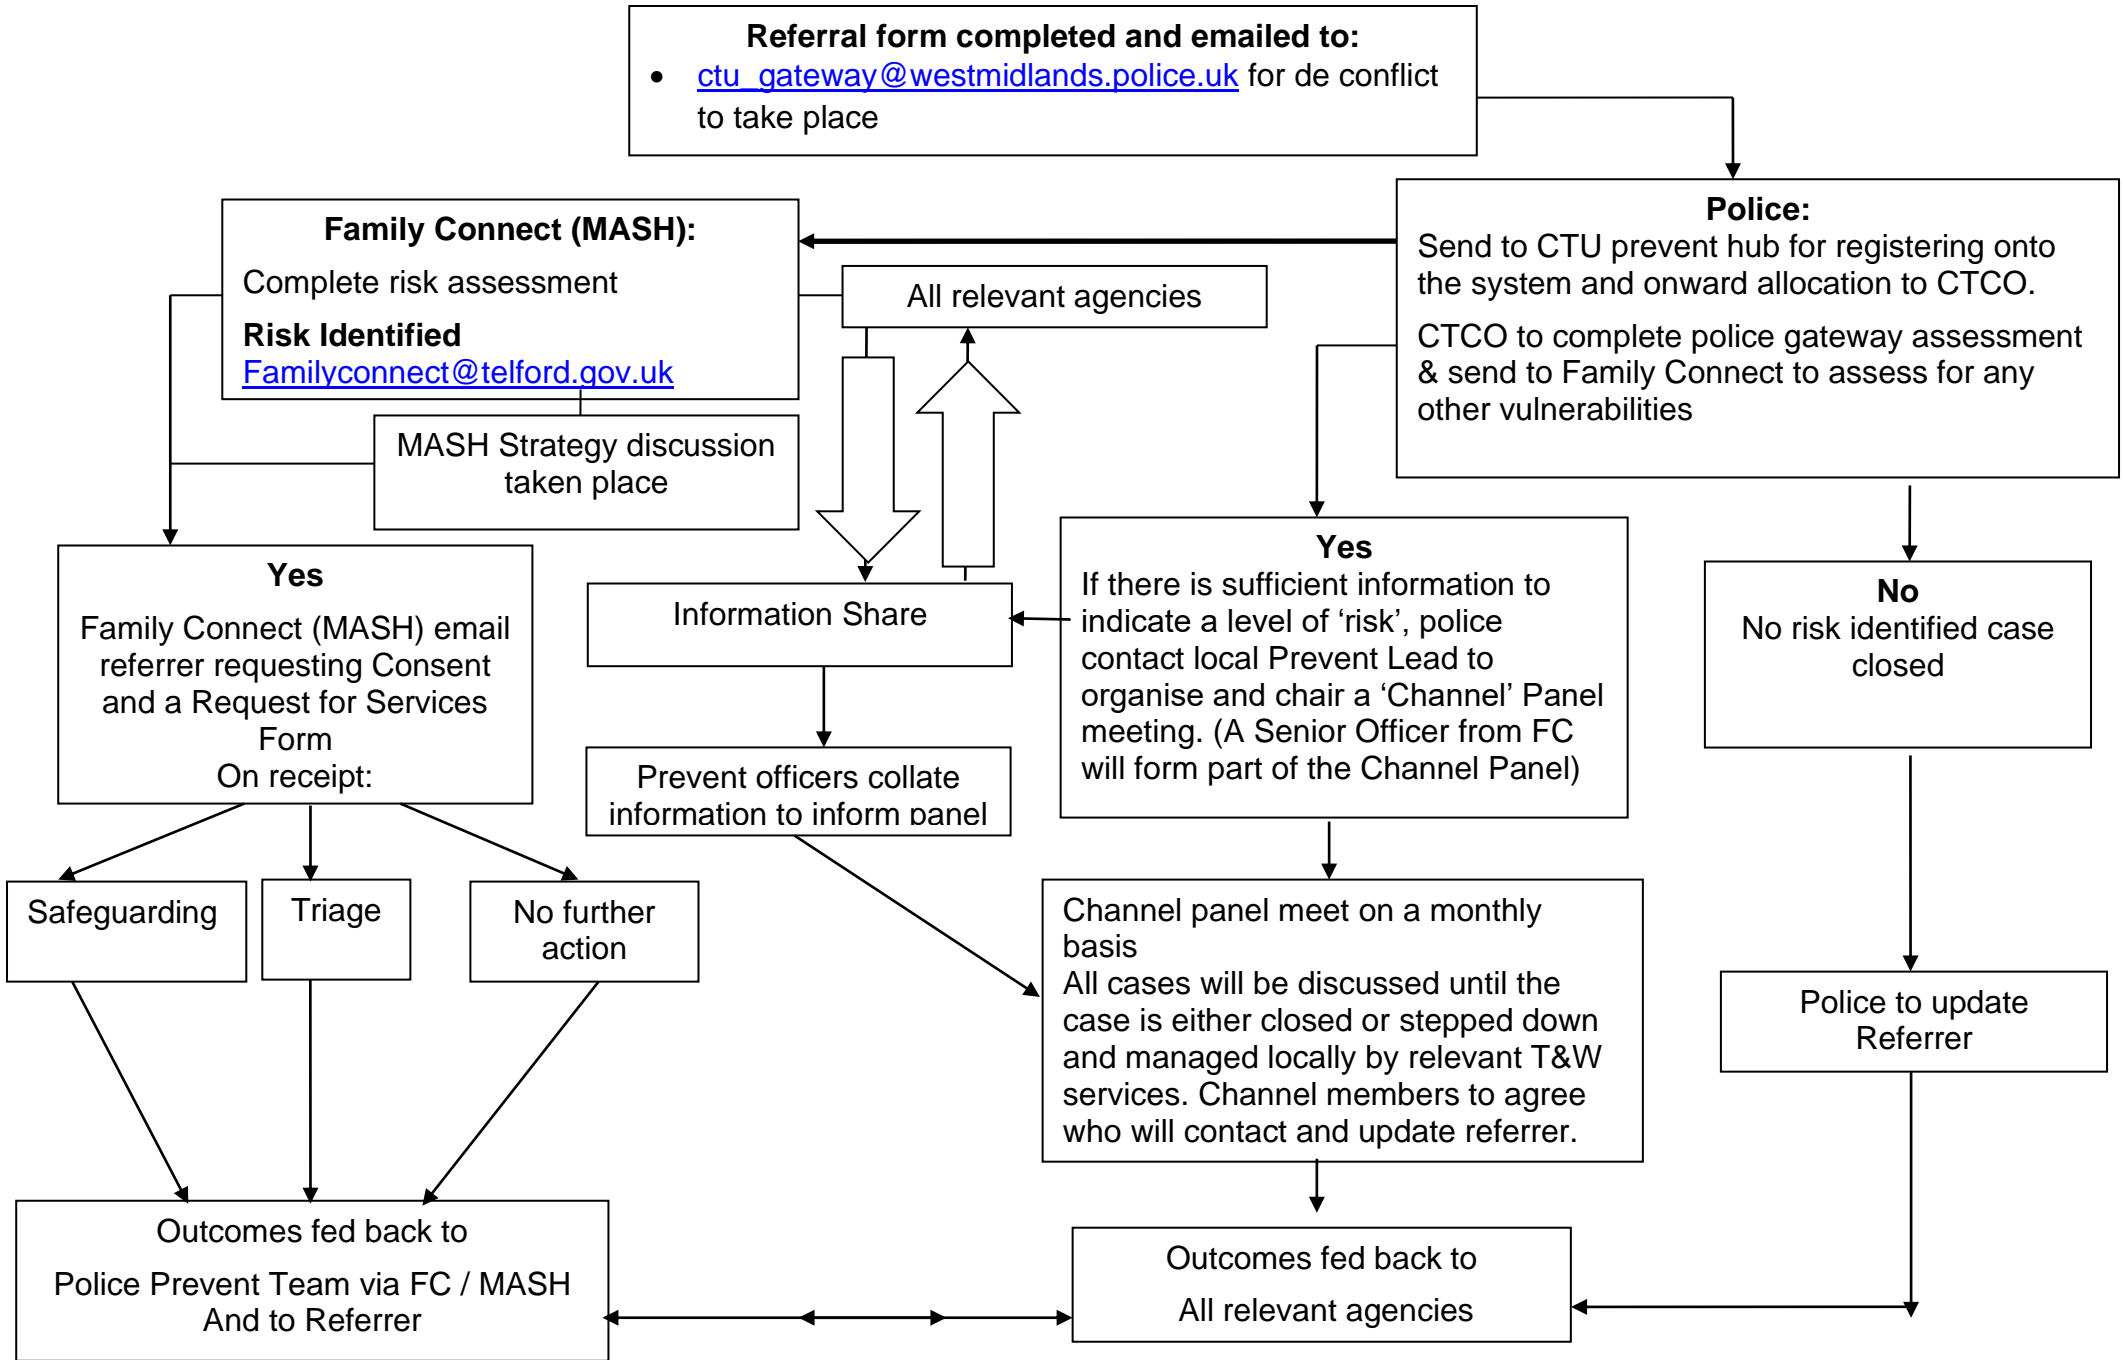 Referral form completed and emailed to:
• ctu_gateway@westmidlands.police.uk for de conflict
to take place
Police:
Send to CTU prevent hub for registering onto
the system and onward allocation to CTCO.
CTCO to complete police gateway assessment
& send to Family Connect to assess for any
other vulnerabilities
Family Connect (MASH):
Complete risk assessment
Risk Identified
Familyconnect@telford.gov.uk
All relevant agencies
MASH Strategy discussion
taken place
Yes
Family Connect (MASH) email
referrer requesting Consent
and a Request for Services
Form
On receipt:
Information Share
Yes
If there is sufficient information to
indicate a level of ‘risk’, police
contact local Prevent Lead to
organise and chair a ‘Channel’ Panel
meeting. (A Senior Officer from FC
will form part of the Channel Panel)
No
No risk identified case
closed
Prevent officers collate
information to inform panel
Safeguarding
Triage
No further
action
Channel panel meet on a monthly
basis
All cases will be discussed until the
case is either closed or stepped down
and managed locally by relevant T&W
services. Channel members to agree
who will contact and update referrer.
Police to update
Referrer
Outcomes fed back to
Police Prevent Team via FC / MASH
And to Referrer
Outcomes fed back to
All relevant agencies